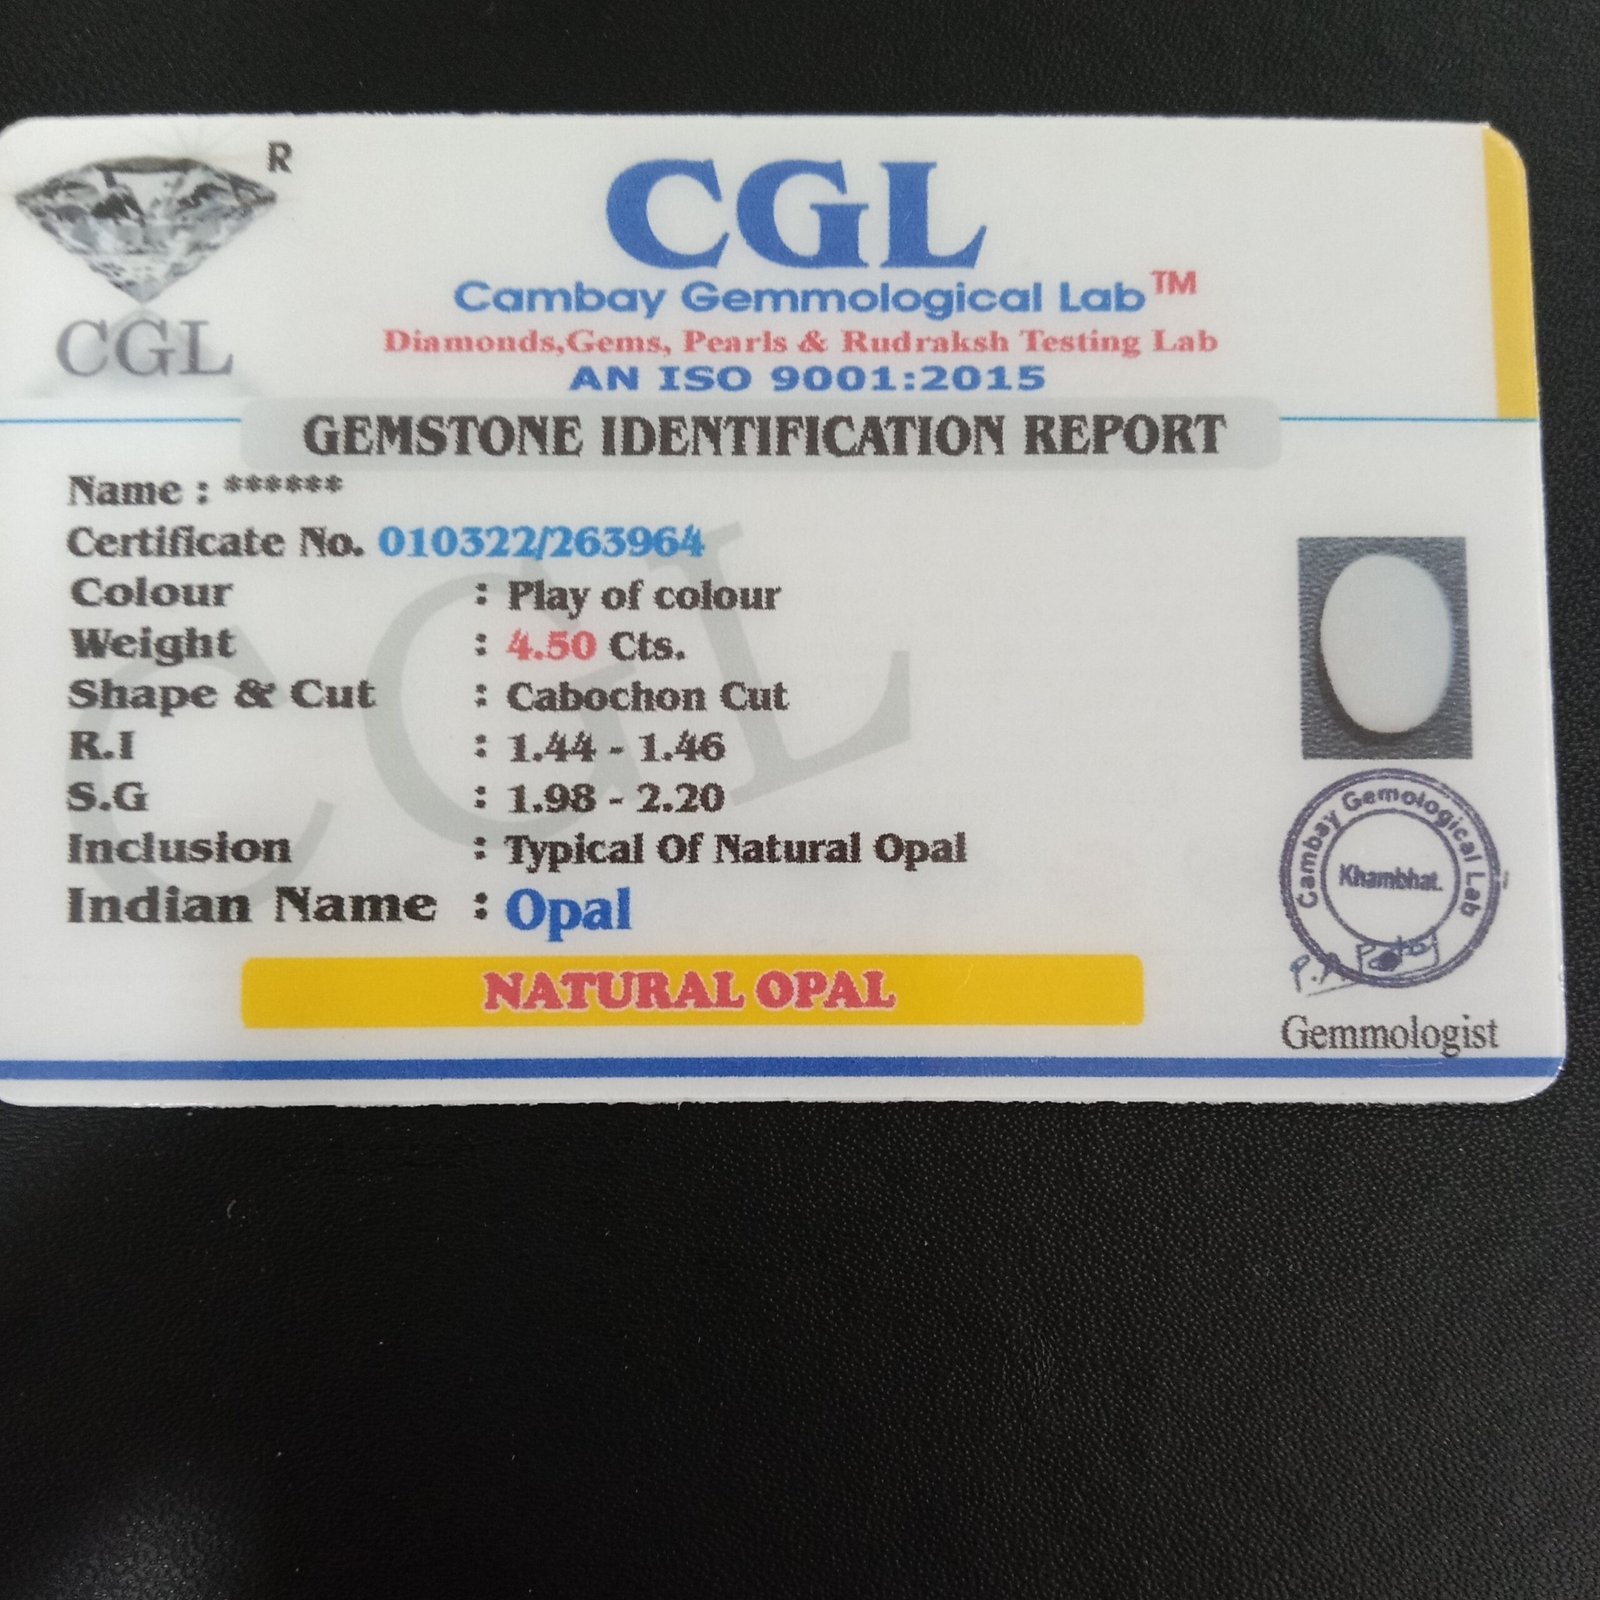 R
CGL
CGL
Cambay Gemmological Lab™
Diamonds,Gems, Pearls & Rudraksh Testing Lab
AN ISO 9001:2015
GEMSTONE IDENTIFICATION REPORT
Name : ******
Certificate No. 010322/263964
Colour : Play of colour
Weight : 4.50 Cts.
Shape & Cut : Cabochon Cut
R.I : 1.44 - 1.46
S.G : 1.98 - 2.20
Inclusion : Typical Of Natural Opal
Indian Name : Opal
NATURAL OPAL
CGL
Cambay Gemological Lab
Khambhat.
Gemmologist